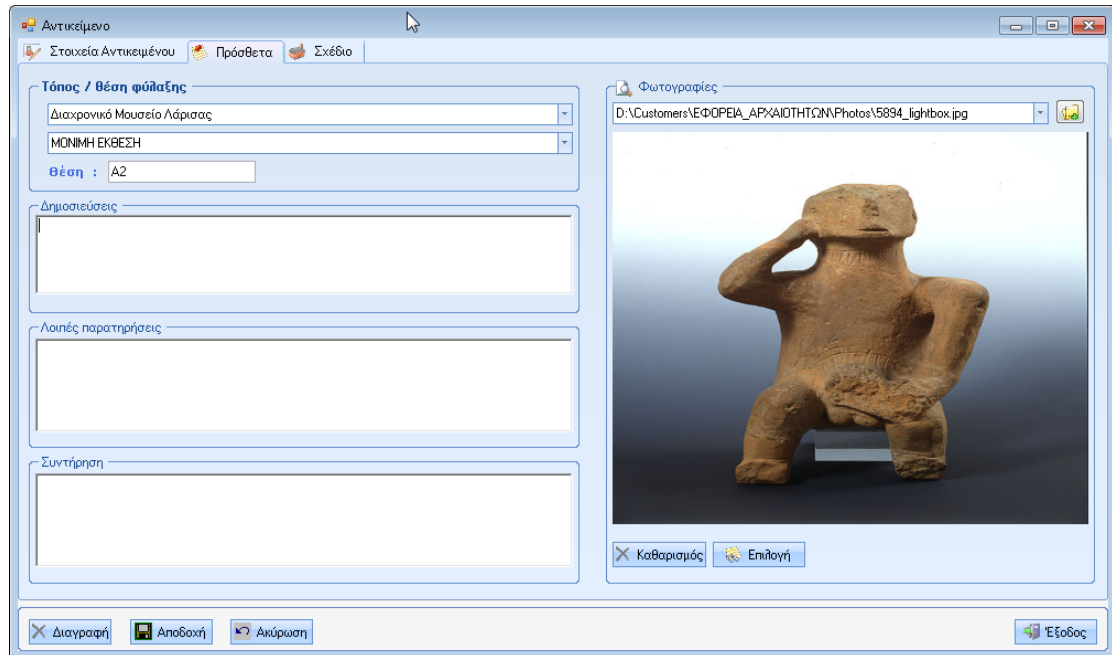 Αντικείμενο
Στοιχεία Αντικειμένου
Πρόσθετα
Σχέδιο
Τόπος / θέση φύλαξης
Διαχρονικό Μουσείο Λάρισας
ΜΟΝΙΜΗ ΕΚΘΕΣΗ
θέση : Α2
Δημοσιεύσεις
Λοιπές παρατηρήσεις
Συντήρηση
Φωτογραφίες
D:\Customers\ΕΦΟΡΕΙΑ_ΑΡΧΑΙΟΤΗΤΩΝ\Photos\5894_lightbox.jpg
Καθαρισμός
Επιλογή
Διαγραφή
Αποδοχή
Ακύρωση
Έξοδος